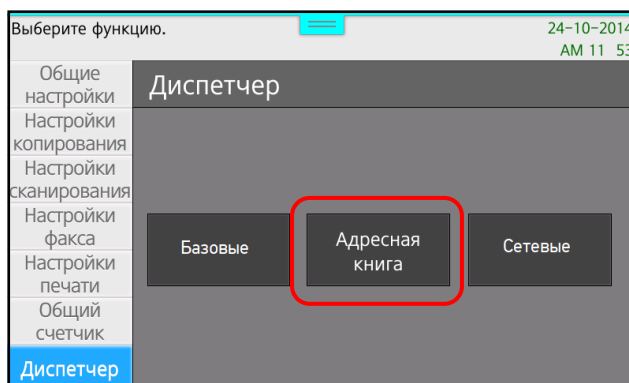 Выберите функцию.
24-10-2014
AM 11 53
Общие
настройки
Настройки
копирования
Настройки
сканирования
Настройки
факса
Настройки
печати
Общий
счетчик
Диспетчер
Диспетчер
Базовые
Адресная
книга
Сетевые